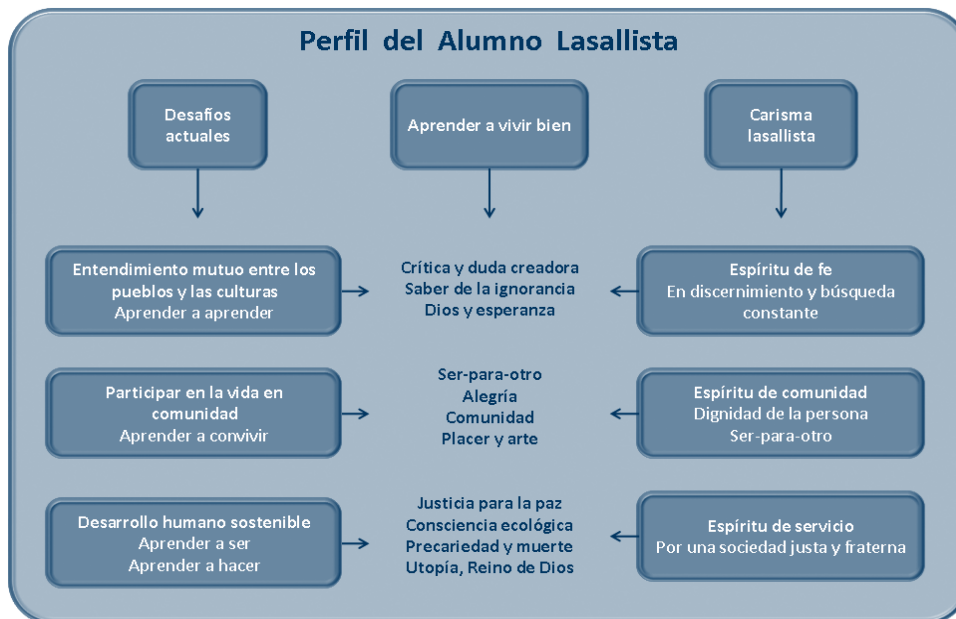 Perfil del Alumno Lasallista
Desafíos
actuales
Aprender a vivir bien
Carisma
lasallista
Entendimiento mutuo entre los
pueblos y las culturas
Aprender a aprender
Crítica y duda creadora
Saber de la ignorancia
Dios y esperanza
Espíritu de fe
En discernimiento y búsqueda
constante
Participar en la vida en
comunidad
Aprender a convivir
Ser-para-otro
Alegría
Comunidad
Placer y arte
Espíritu de comunidad
Dignidad de la persona
Ser-para-otro
Desarrollo humano sostenible
Aprender a ser
Aprender a hacer
Justicia para la paz
Consciencia ecológica
Precariedad y muerte
Utopía, Reino de Dios
Espíritu de servicio
Por una sociedad justa y fraterna